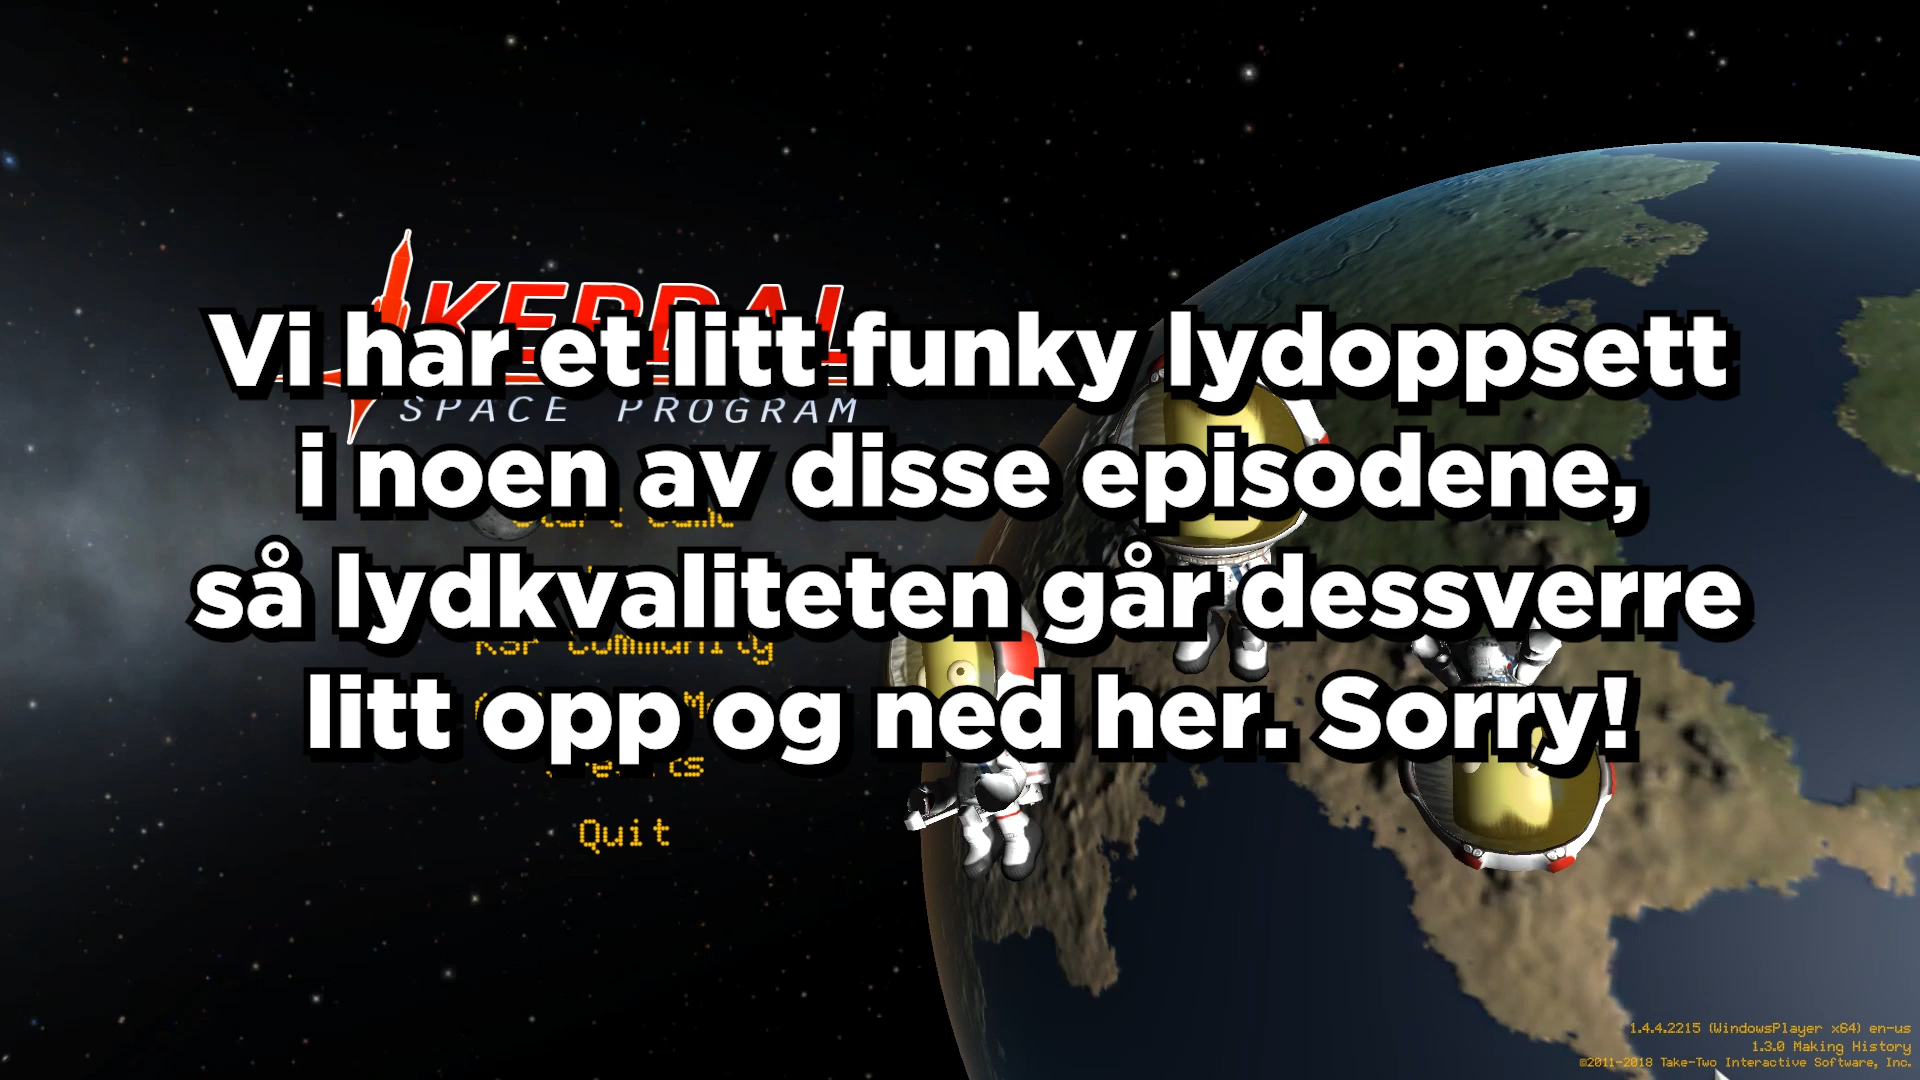 KERBAL
Vi har et litt funky lydoppsett
SPACE PROGRAM
i noen av disse episodene,
så lydkvaliteten går dessverre
KSP Community
litt opp og ned her. Sorry!
Quit
1.4.4.2215 (WindowsPlayer x64) en-us
1.3.0 Making History
©2011-2018 Take-Two Interactive Software, Inc.